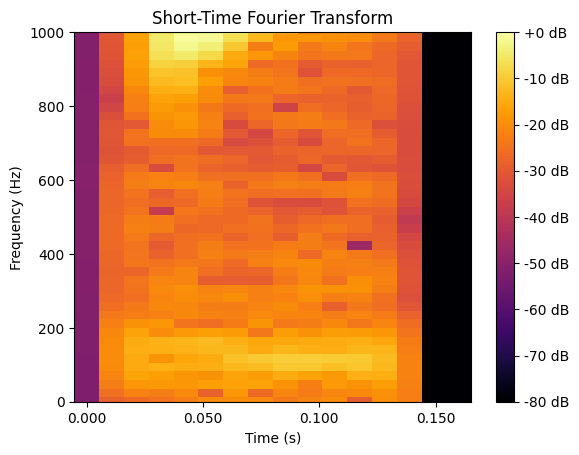 Short-Time Fourier Transform
1000
800
600
400
200
0
Frequency (Hz)
0.000
0.050
0.100
0.150
Time (s)
+0 dB
-10 dB
-20 dB
-30 dB
-40 dB
-50 dB
-60 dB
-70 dB
-80 dB